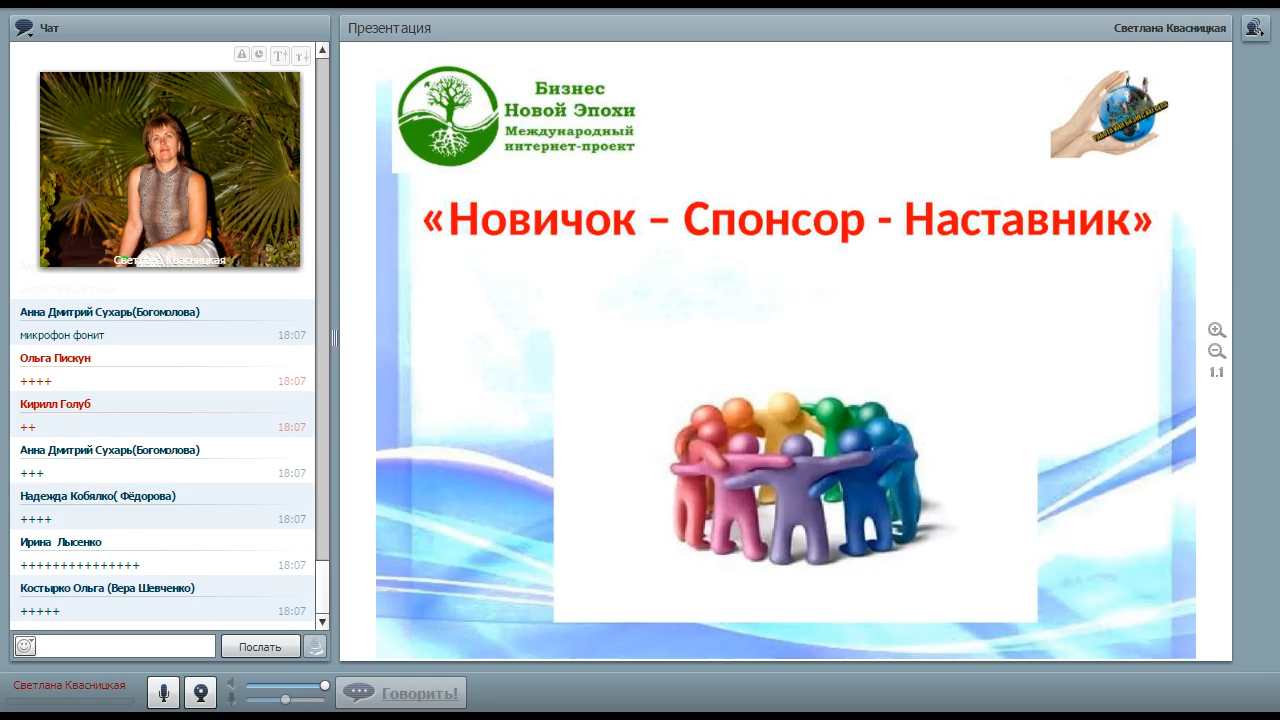 Чат
Презентация
Светлана Квасницкая
Светлана Квасницкая
Анна Дмитрий Сухарь(Богомолова)
микрофон фонит 18:07
Ольга Пискун
++++ 18:07
Кирилл Голуб
++ 18:07
Анна Дмитрий Сухарь(Богомолова)
+++ 18:07
Надежда Кобялко( Фёдорова)
++++ 18:07
Ирина Лысенко
+++++++++++++++ 18:07
Костырко Ольга (Вера Шевченко)
+++++ 18:07
Послать
Светлана Квасницкая
Говорить!
Бизнес
Новой Эпохи
Международный
интернет-проект
«Новичок – Спонсор - Наставник»
1.1